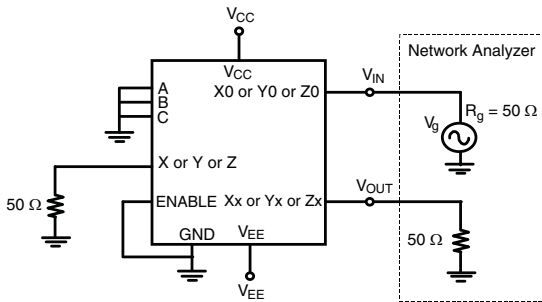 VCC
VCC
Network Analyzer
A
B
C
X0 or Y0 or Z0
VIN
Vg
Rg = 50 Ω
X or Y or Z
50 Ω
ENABLE
Xx or Yx or Zx
VOUT
50 Ω
GND
VEE
VEE